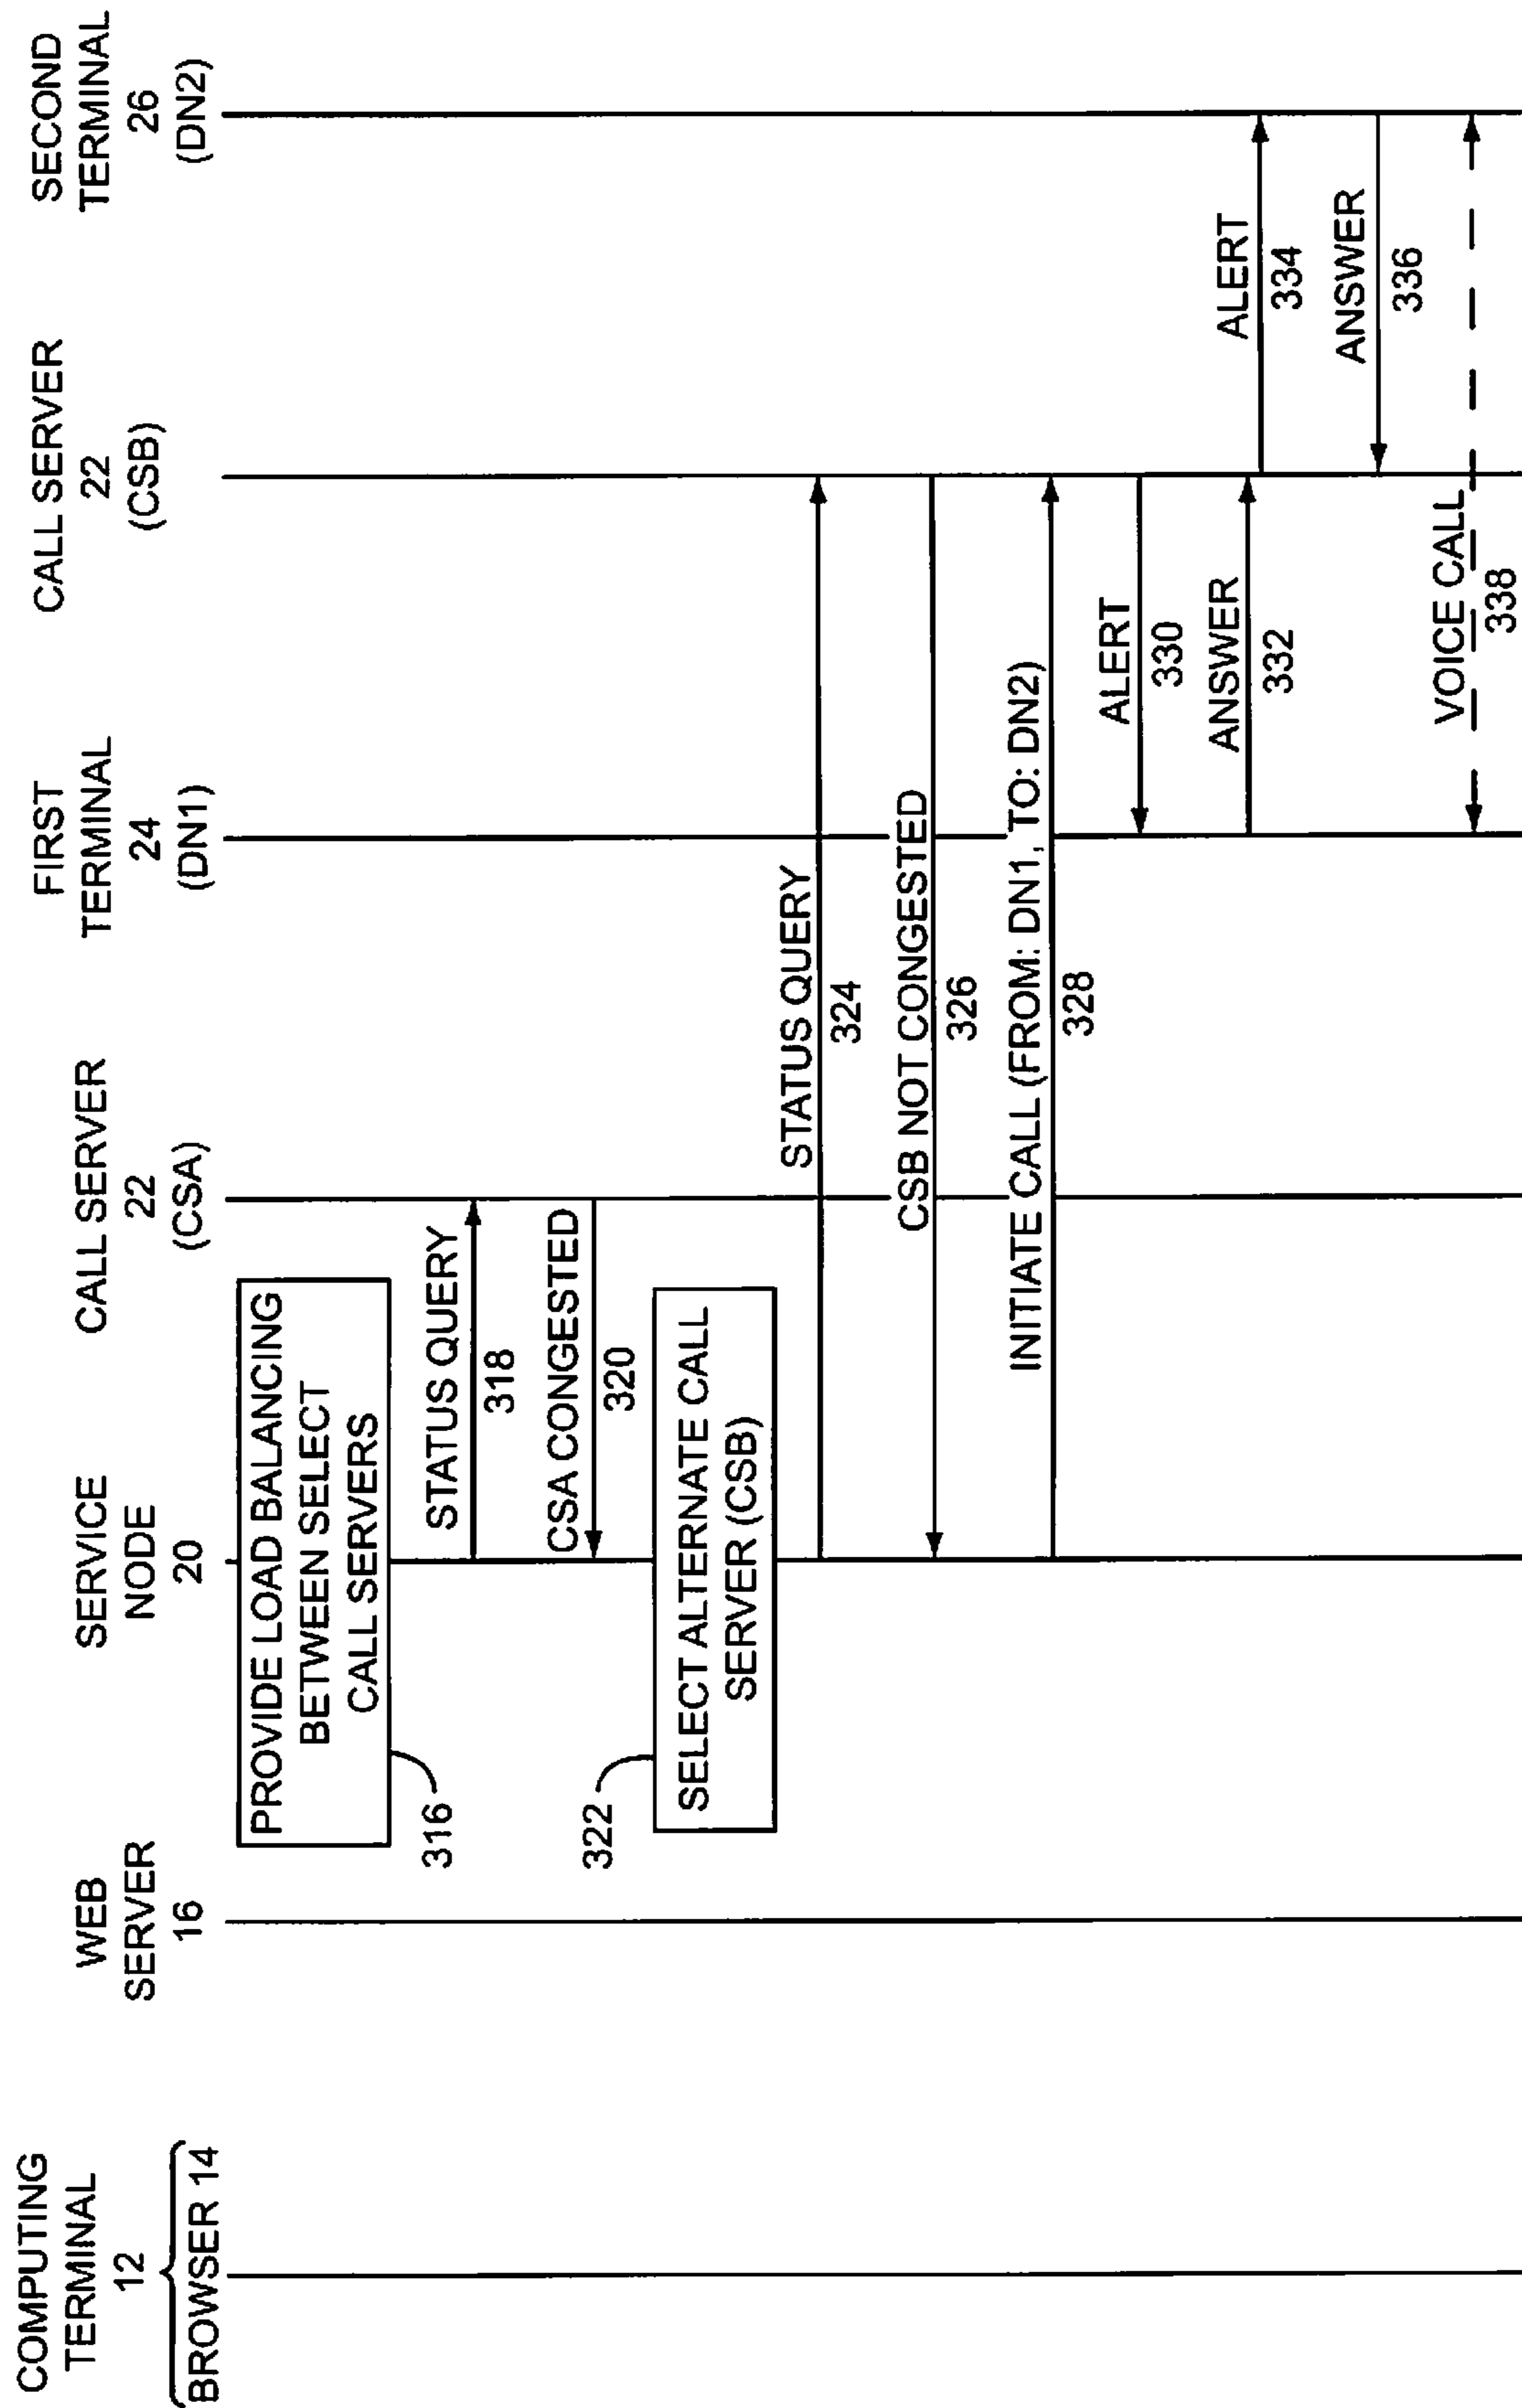 COMPUTING
TERMINAL
12
BROWSER 14
WEB
SERVER
16
SERVICE
NODE
20
CALL SERVER
22
(CSA)
FIRST
TERMINAL
24
(DN1)
CALL SERVER
22
(CSB)
SECOND
TERMINAL
26
(DN2)
PROVIDE LOAD BALANCING
BETWEEN SELECT
CALL SERVERS
316
STATUS QUERY
318
CSA CONGESTED
320
SELECT ALTERNATE CALL
SERVER (CSB)
322
STATUS QUERY
324
CSB NOT CONGESTED
326
INITIATE CALL (FROM: DN1, TO: DN2)
328
ALERT
330
ANSWER
332
ALERT
334
ANSWER
336
VOICE CALL
338